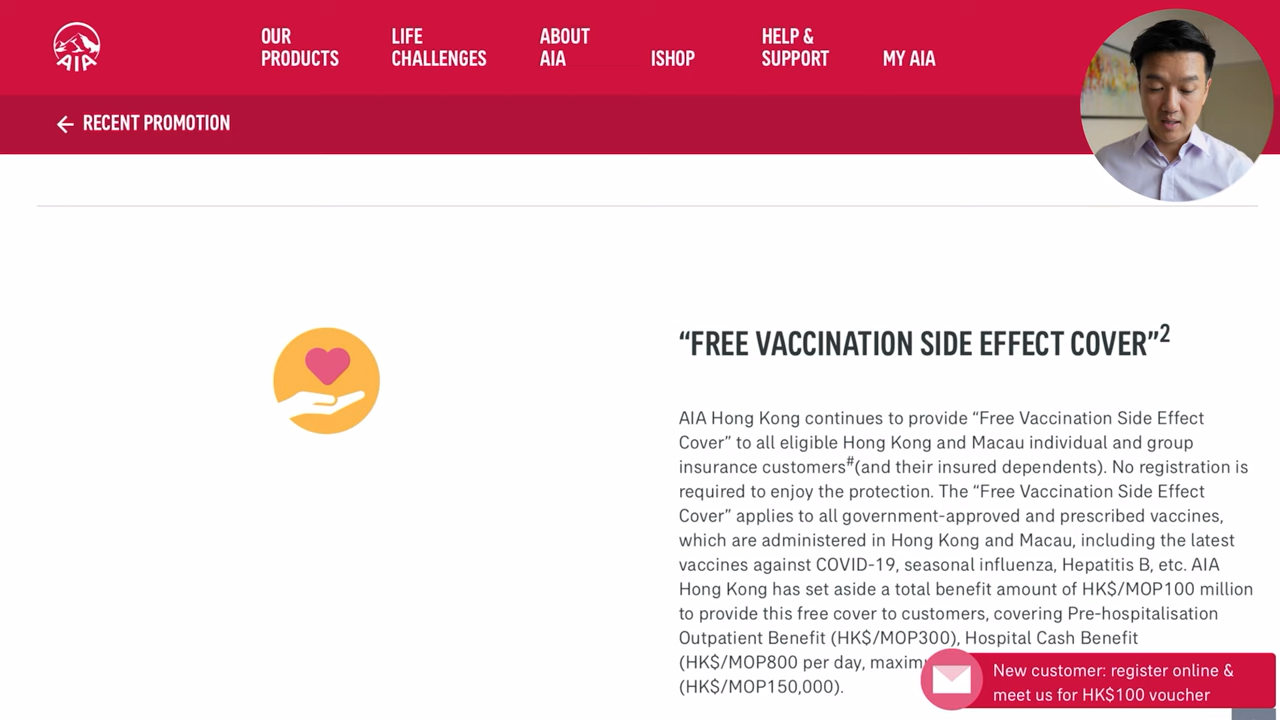 OUR
PRODUCTS
LIFE
CHALLENGES
ABOUT
AIA
ISHOP
HELP &
SUPPORT
MY AIA
AIA
← RECENT PROMOTION
“FREE VACCINATION SIDE EFFECT COVER”2
AIA Hong Kong continues to provide “Free Vaccination Side Effect
Cover” to all eligible Hong Kong and Macau individual and group
insurance customers#(and their insured dependents). No registration is
required to enjoy the protection. The “Free Vaccination Side Effect
Cover” applies to all government-approved and prescribed vaccines,
which are administered in Hong Kong and Macau, including the latest
vaccines against COVID-19, seasonal influenza, Hepatitis B, etc. AIA
Hong Kong has set aside a total benefit amount of HK$/MOP100 million
to provide this free cover to customers, covering Pre-hospitalisation
Outpatient Benefit (HK$/MOP300), Hospital Cash Benefit
(HK$/MOP800 per day,
(HK$/MOP150,000).
New customer: register online &
meet us for HK$100 voucher